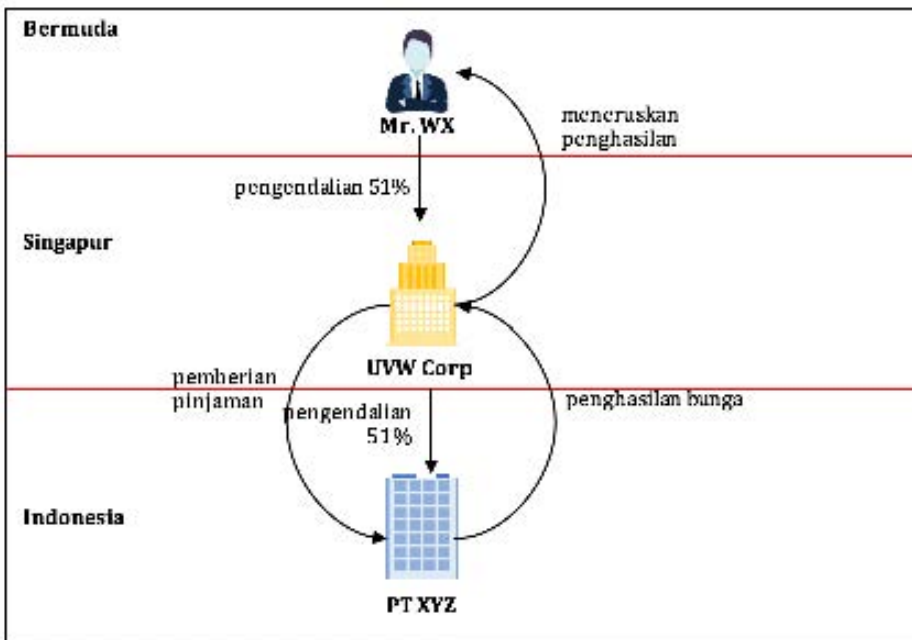 Bermuda
Mr. WX
meneruskan
penghasilan
pengendalian 51%
Singapur
UVW Corp
pemberian
pinjaman
pengendalian
51%
penghasilan bunga
Indonesia
PT XYZ